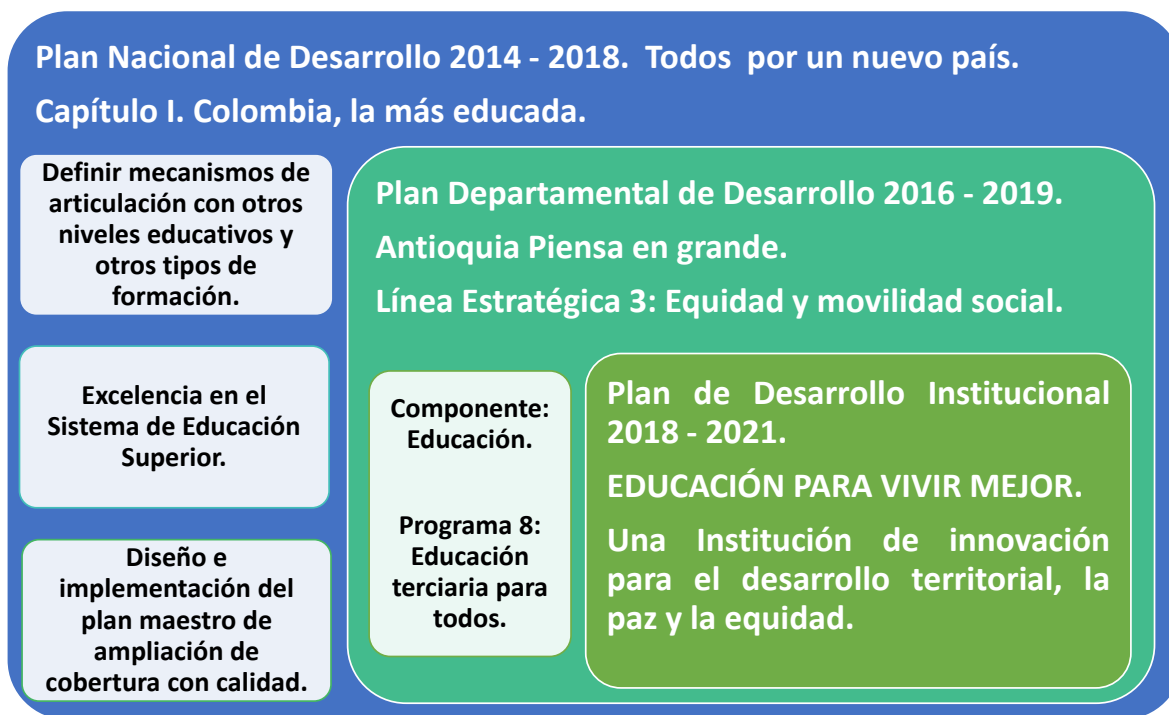 Plan Nacional de Desarrollo 2014 - 2018. Todos por un nuevo país.
Capítulo I. Colombia, la más educada.
Definir mecanismos de
articulación con otros
niveles educativos y
otros tipos de
formación.
Excelencia en el
Sistema de Educación
Superior.
Diseño e
implementación del
plan maestro de
ampliación de
cobertura con calidad.
Plan Departamental de Desarrollo 2016 - 2019.
Antioquia Piensa en grande.
Línea Estratégica 3: Equidad y movilidad social.
Componente:
Educación.
Programa 8:
Educación
terciaria para
todos.
Plan de Desarrollo Institucional
2018 - 2021.
EDUCACIÓN PARA VIVIR MEJOR.
Una Institución de innovación
para el desarrollo territorial, la
paz y la equidad.